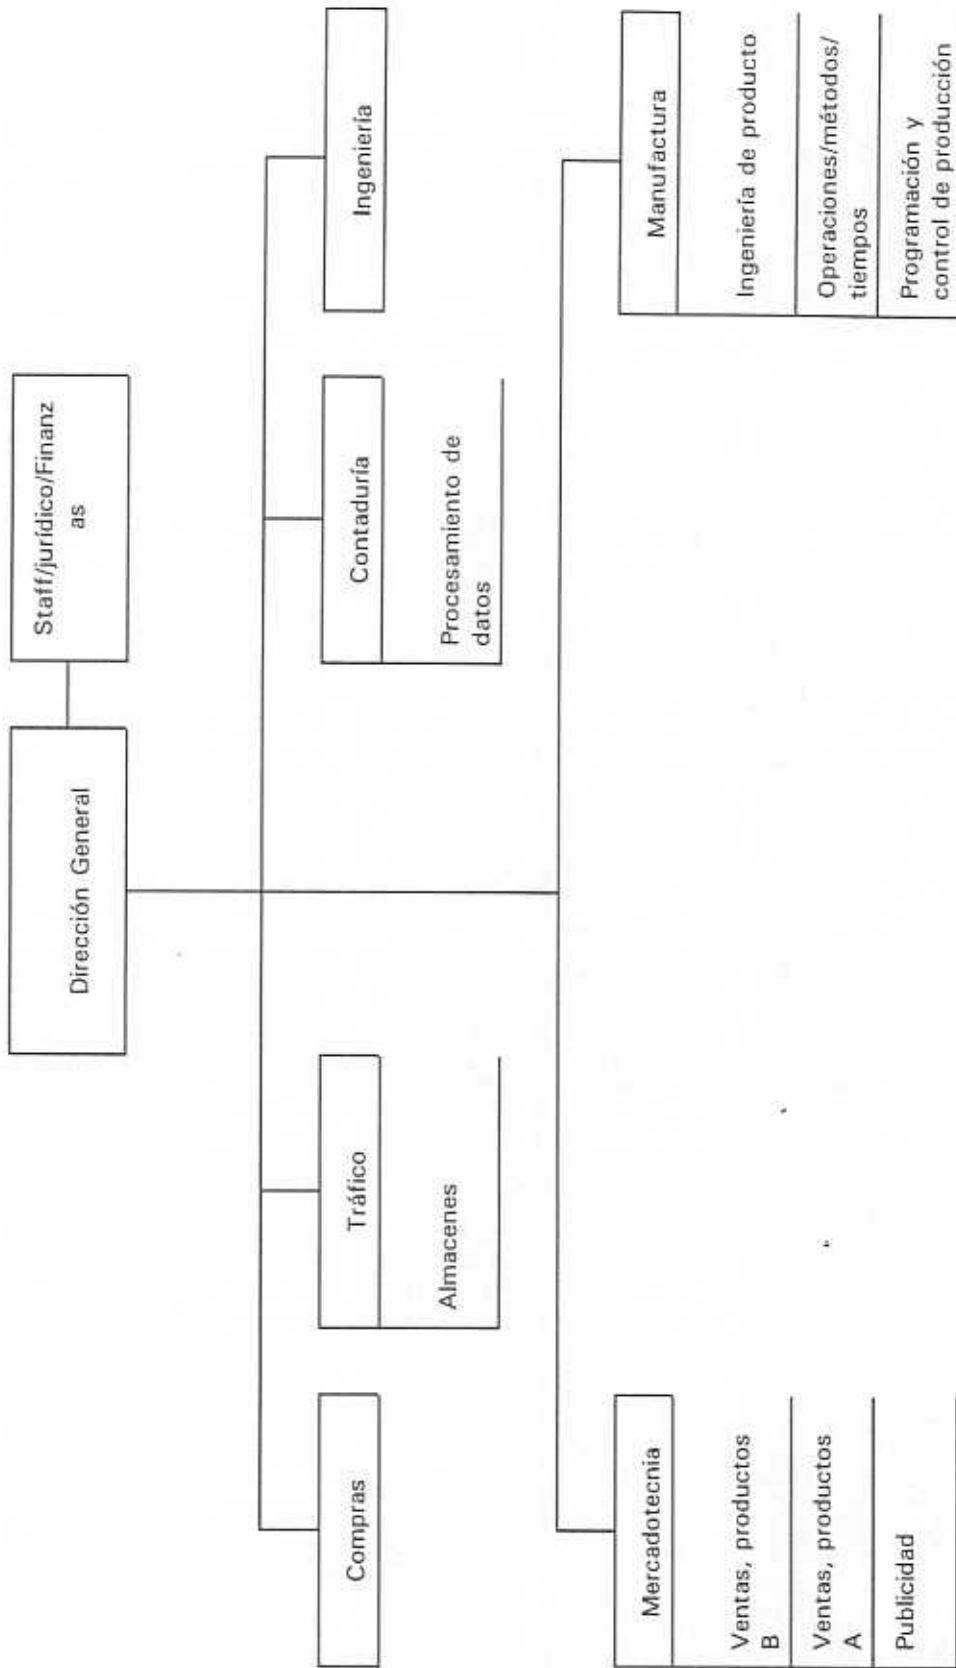 Dirección General
Staff/jurídico/Finanz
as
Compras
Tráfico
Almacenes
Contaduría
Procesamiento de
datos
Ingeniería
Mercadotecnia
Ventas, productos
B
Ventas, productos
A
Publicidad
Manufactura
Ingeniería de producto
Operaciones/métodos/
tiempos
Programación y
control de producción